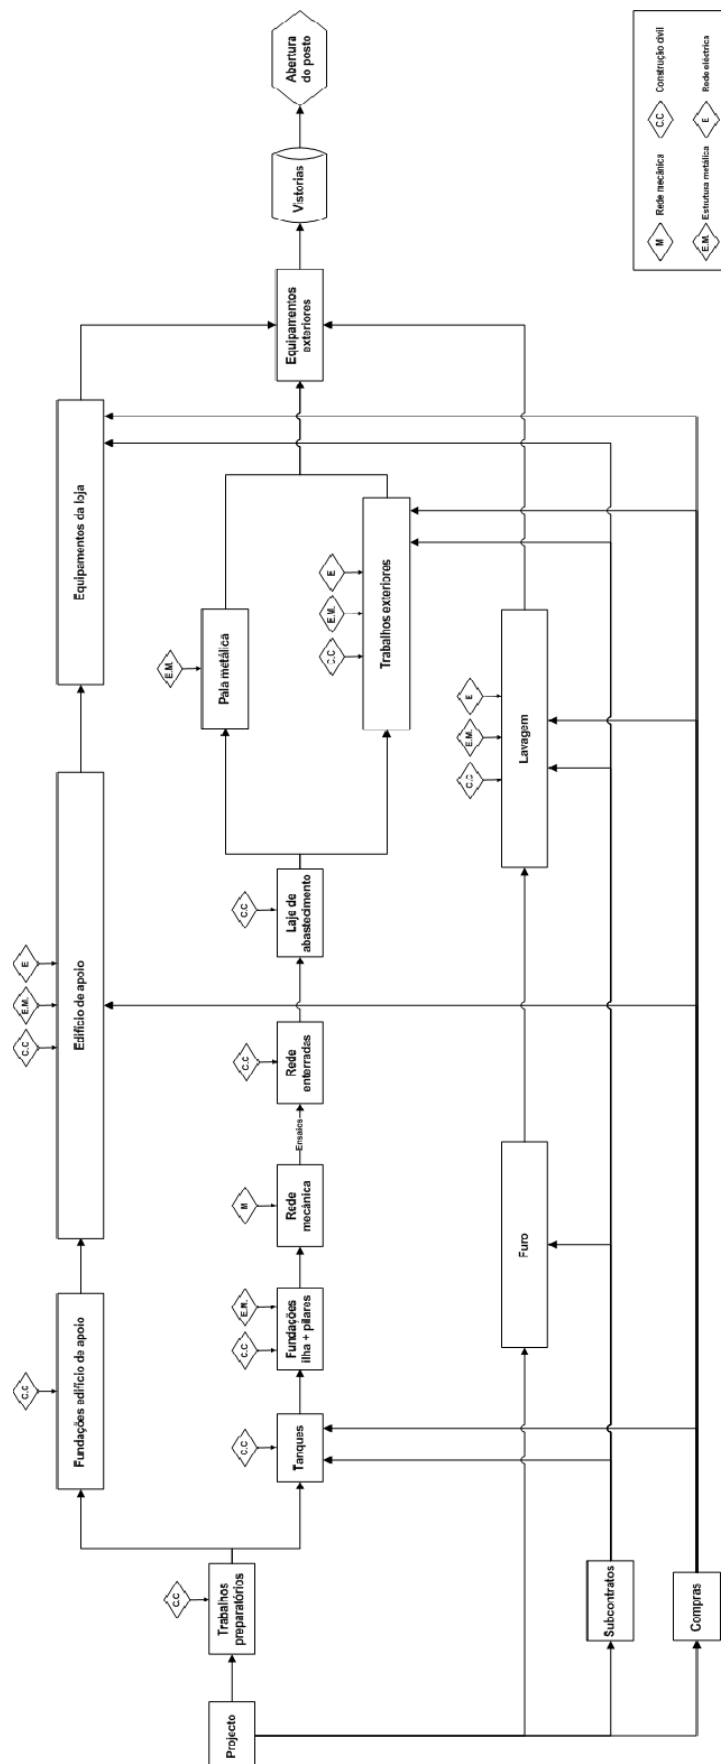 Projecto
Trabalhos
preparatórios
C.C
Fundações edifício de apoio
C.C
Edifício de apoio
C.C
E.M.
E
Equipamentos da loja
Tanques
C.C
Fundações
ilha + pilares
C.C
E.M.
Rede
mecânica
M
Ensaios
Rede
enterradas
C.C
Laje de
abastecimento
C.C
Pala metálica
E.M.
Trabalhos exteriores
C.C
E.M.
E
Furo
Lavagem
C.C
E.M.
E
Subcontratos
Compras
Equipamentos
exteriores
Vistorias
Abertura
do posto
M
Rede mecânica
C.C
Construção civil
E.M.
Estrutura metálica
E
Rede eléctrica